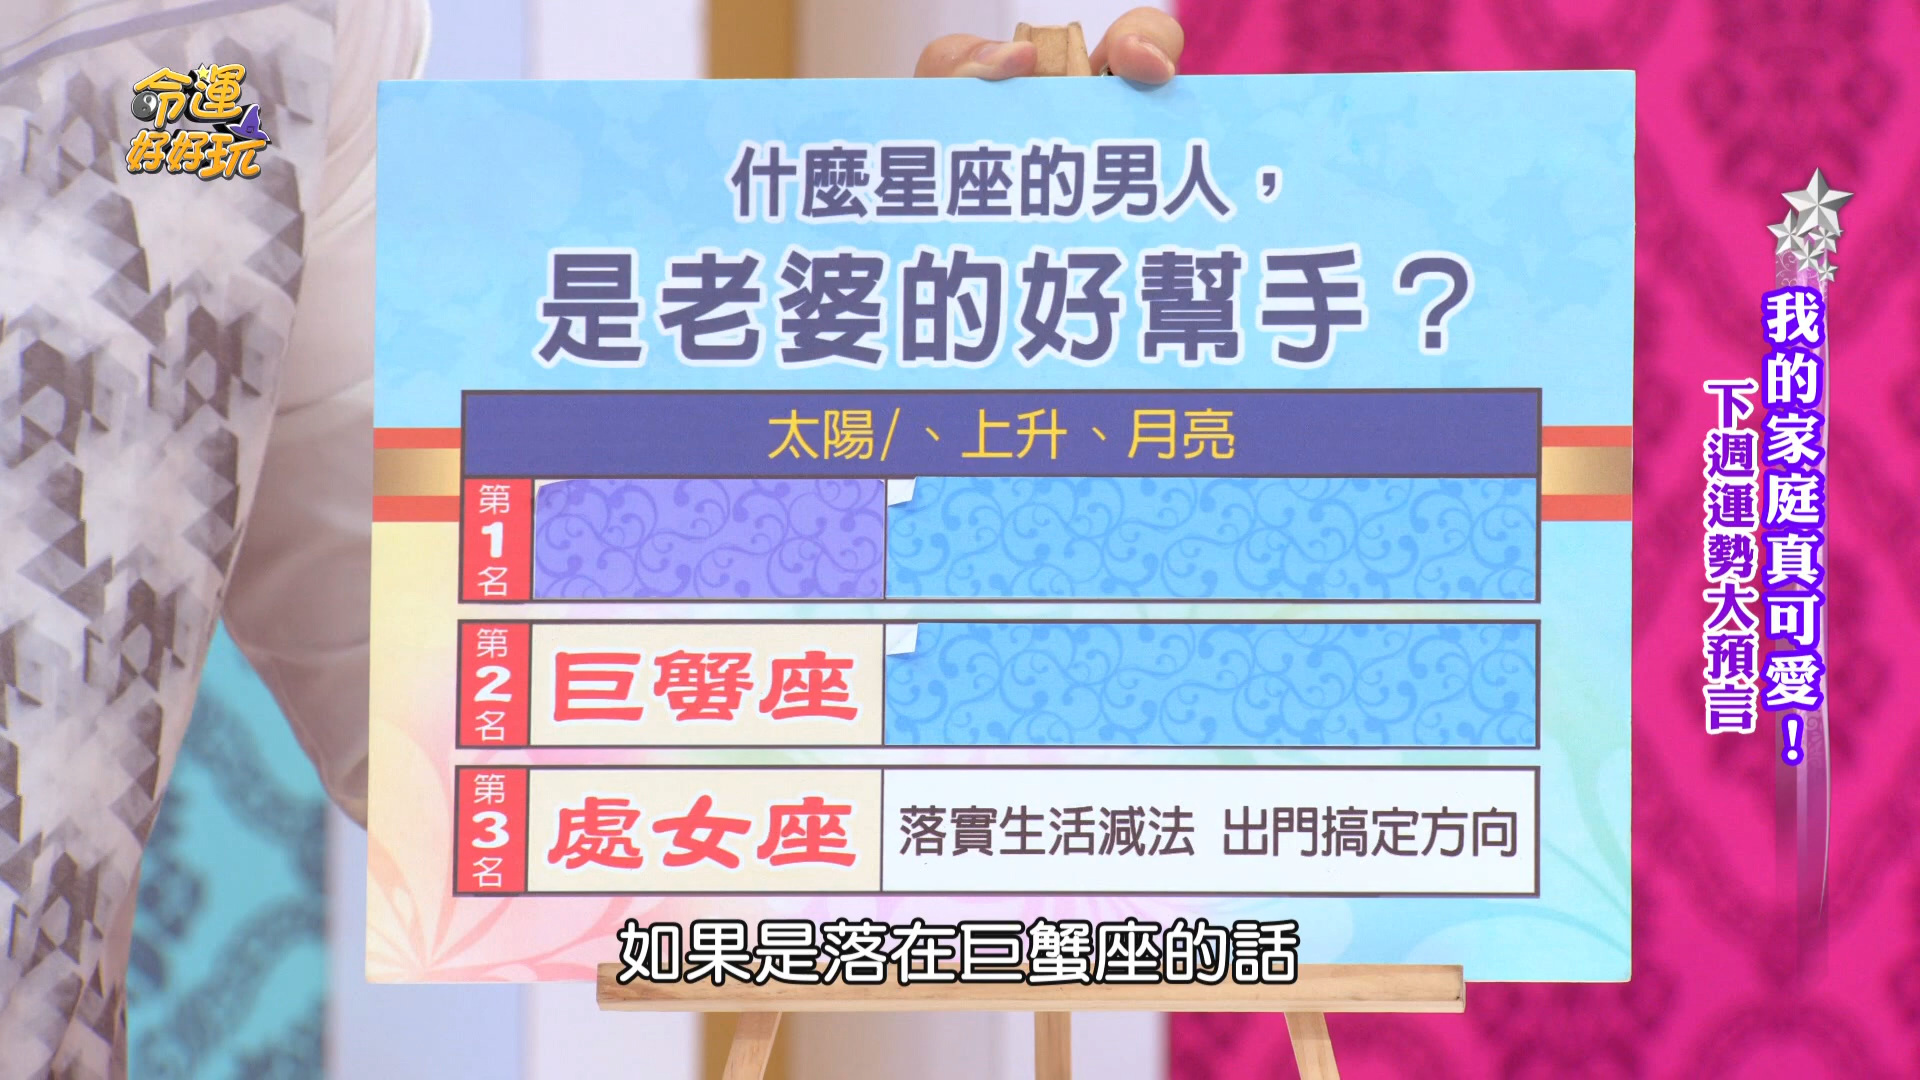 命運
好好玩
什麼星座的男人，
是老婆的好幫手？
太陽/、上升、月亮
第1名
第2名
巨蟹座
第3名
處女座
落實生活減法 出門搞定方向
我的家庭真可愛！
下週運勢大預言
如果是落在巨蟹座的話